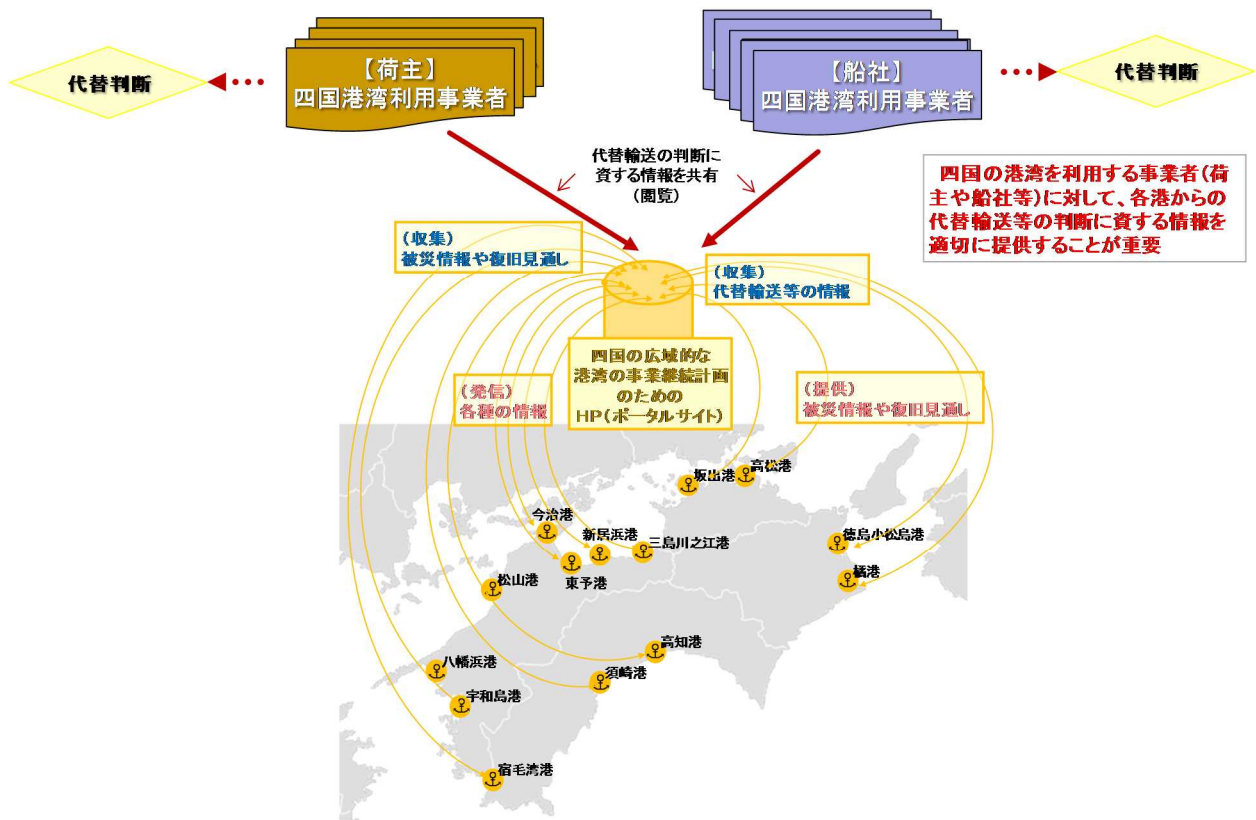 代替判断
【荷主】
四国港湾利用事業者
【船社】
四国港湾利用事業者
代替判断
代替輸送の判断に
資する情報を共有
(閲覧)
四国の港湾を利用する事業者(荷
主や船社等)に対して、各港からの
代替輸送等の判断に資する情報を
適切に提供することが重要
(収集)
被災情報や復旧見通し
(収集)
代替輸送等の情報
四国の広域的な
港湾の事業継続計画
のための
HP(ポータルサイト)
(発信)
各種の情報
(提供)
被災情報や復旧見通し
坂出港
高松港
今治港
新居浜港
三島川之江港
徳島小松島港
東予港
橘港
松山港
高知港
八幡浜港
須崎港
宇和島港
宿毛湾港